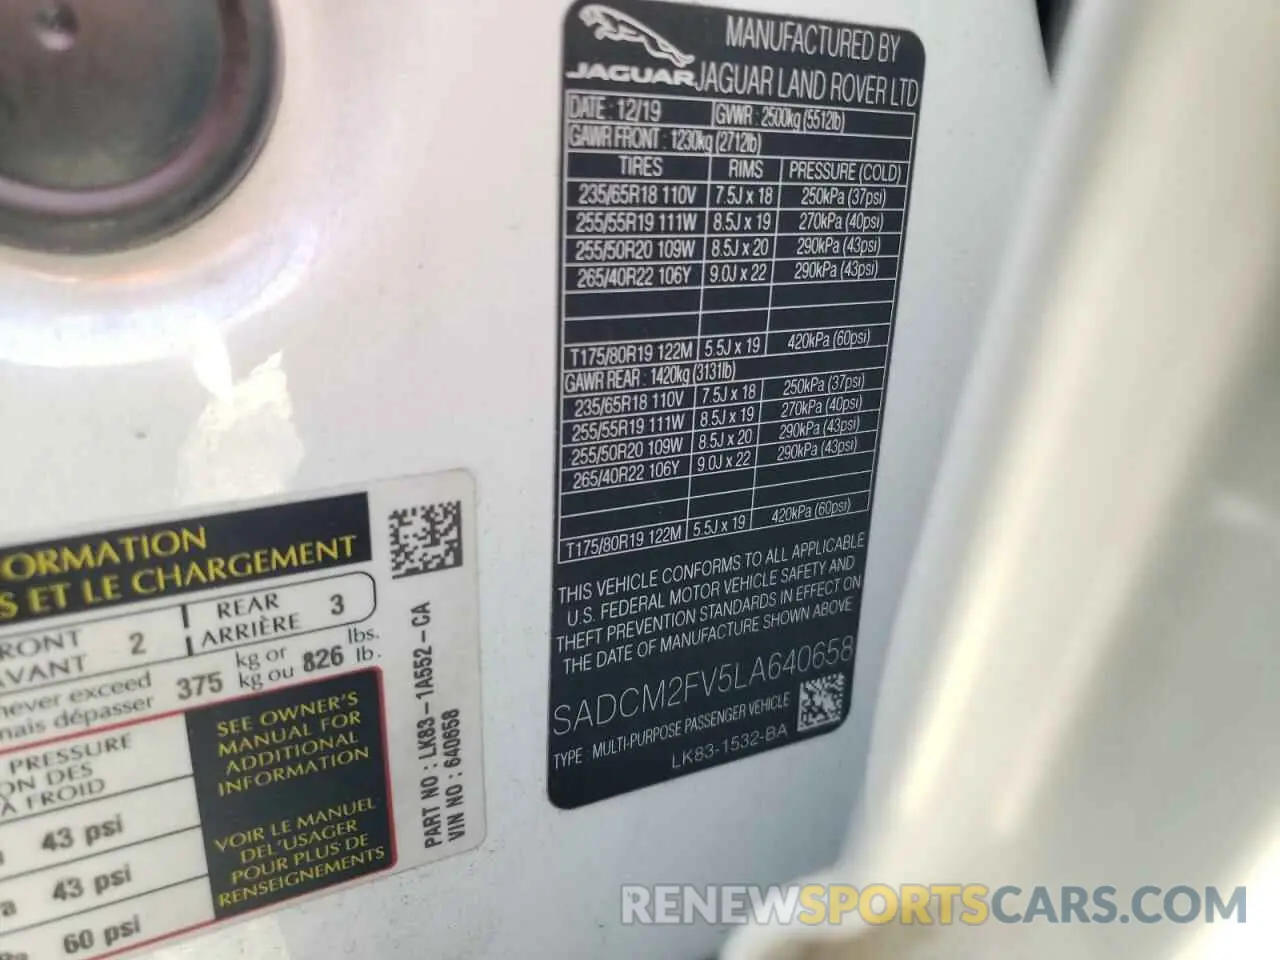 JAGUAR
MANUFACTURED BY
JAGUAR LAND ROVER LTD
DATE : 12/19 GVWR : 2500kg (5512lb)
GAWR FRONT : 1230kg (2712lb)
TIRES RIMS PRESSURE (COLD)
235/65R18 110V 7.5J x 18 250kPa (37psi)
255/55R19 111W 8.5J x 19 270kPa (40psi)
255/50R20 109W 8.5J x 20 290kPa (43psi)
265/40R22 106Y 9.0J x 22 290kPa (43psi)
T175/80R19 122M 5.5J x 19 420kPa (60psi)
GAWR REAR : 1420kg (3131lb)
235/65R18 110V 7.5J x 18 250kPa (37psi)
255/55R19 111W 8.5J x 19 270kPa (40psi)
255/50R20 109W 8.5J x 20 290kPa (43psi)
265/40R22 106Y 9.0J x 22 290kPa (43psi)
T175/80R19 122M 5.5J x 19 420kPa (60psi)
THIS VEHICLE CONFORMS TO ALL APPLICABLE
U.S. FEDERAL MOTOR VEHICLE SAFETY AND
THEFT PREVENTION STANDARDS IN EFFECT ON
THE DATE OF MANUFACTURE SHOWN ABOVE
SADCM2FV5LA640658
TYPE : MULTI-PURPOSE PASSENGER VEHICLE
LK83-1532-BA
ORMATION
S ET LE CHARGEMENT
RONT 2 REAR 3
VANT ARRIÈRE
never exceed 375 kg or 826 lbs.
mais dépasser kg ou lb.
PRESSURE
ON DES
A FROID
43 psi
a 43 psi
60 psi
SEE OWNER'S
MANUAL FOR
ADDITIONAL
INFORMATION
VOIR LE MANUEL
DEL'USAGER
POUR PLUS DE
RENSEIGNEMENTS
PART NO : LK83-1A552-CA
VIN NO : 640658
RENEWSPORTSCARS.COM